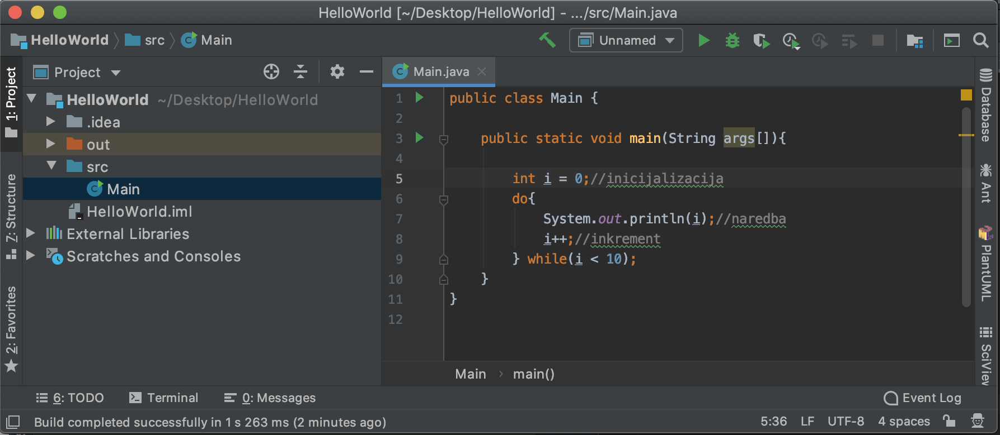 HelloWorld [~/Desktop/HelloWorld] - .../src/Main.java
HelloWorld src Main
Unnamed
1: Project
7: Structure
2: Favorites
Project
HelloWorld ~/Desktop/HelloWorld
.idea
out
src
Main
HelloWorld.iml
External Libraries
Scratches and Consoles
Main.java
1 public class Main {
2
3 public static void main(String args[]){
4
5 int i = 0;//inicijalizacija
6 do{
7 System.out.println(i);//naredba
8 i++;//inkrement
9 } while(i < 10);
10 }
11 }
12
Main › main()
Database
Ant
PlantUML
SciView
6: TODO Terminal 0: Messages Event Log
Build completed successfully in 1 s 263 ms (2 minutes ago) 5:36 LF UTF-8 4 spaces